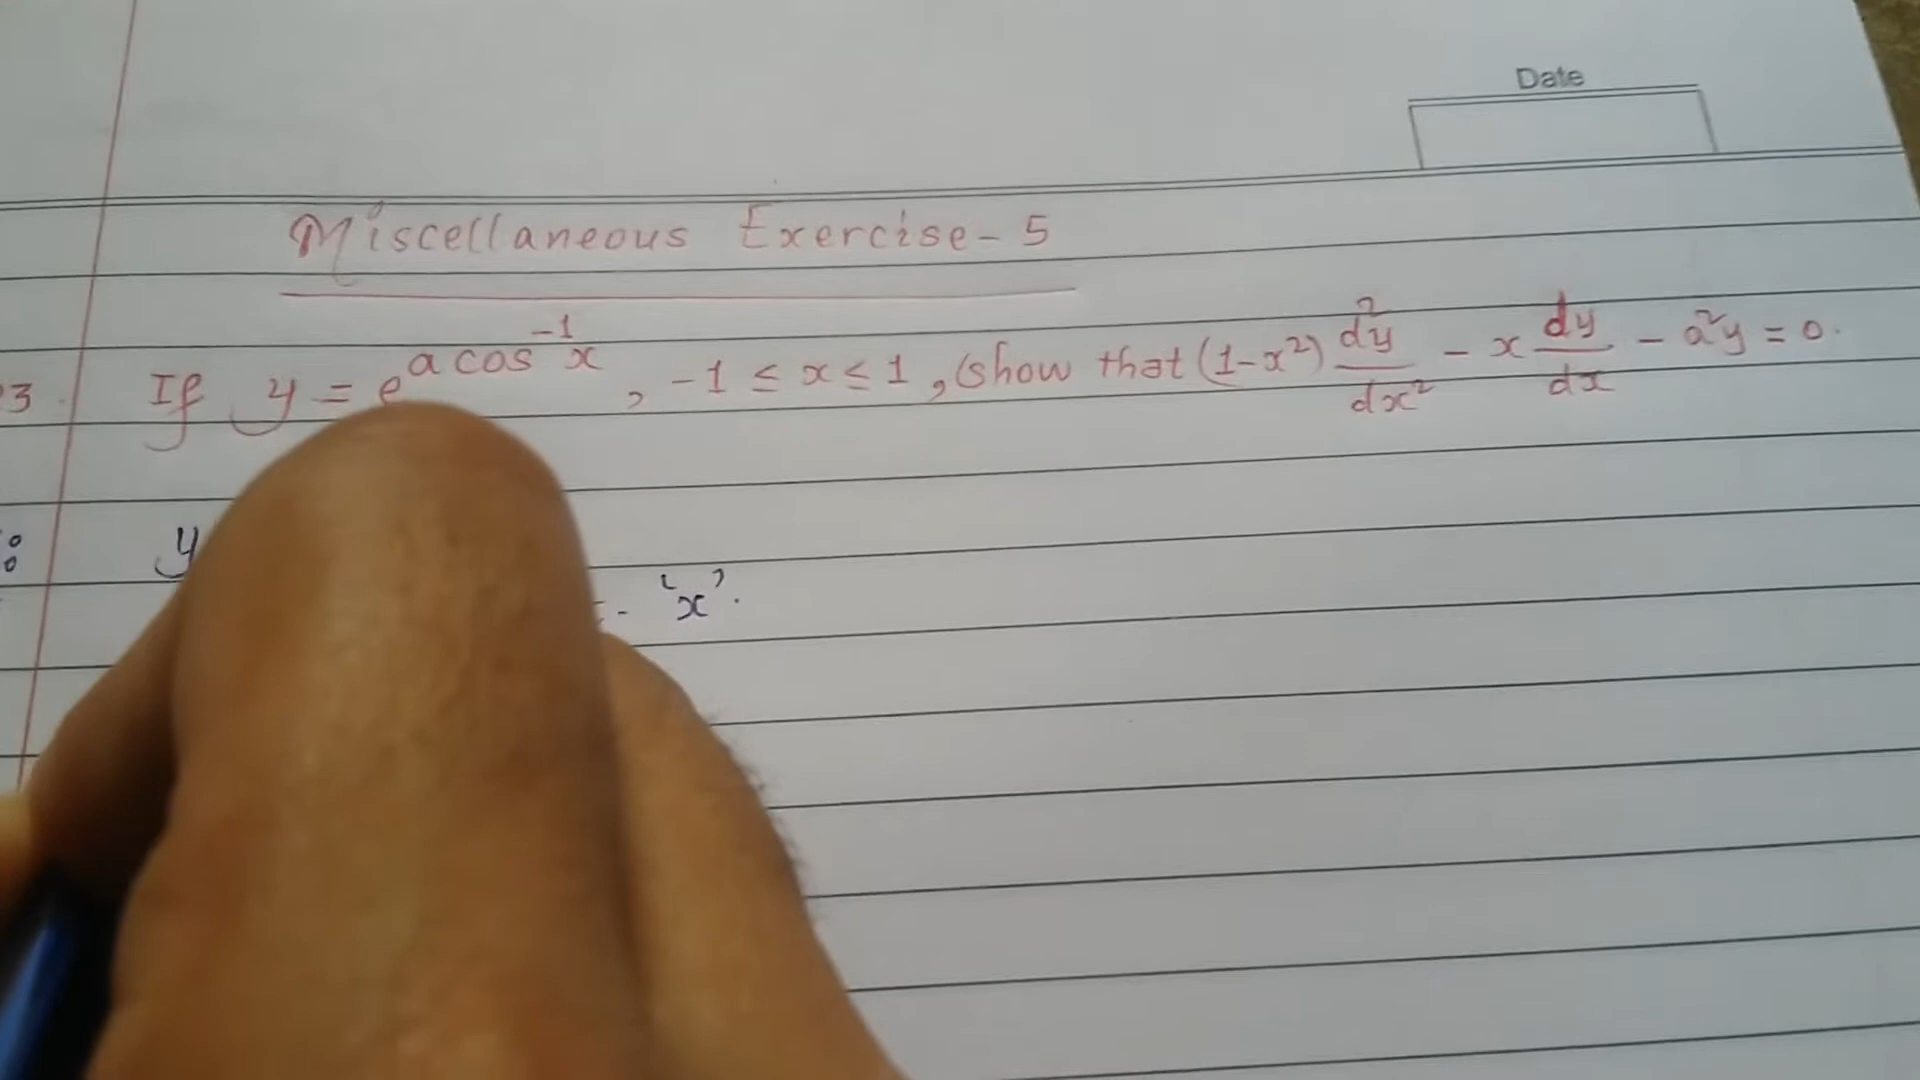 Date
Miscellaneous Exercise-5
3. If y = e^{a cos^{-1} x}, -1 ≤ x ≤ 1, show that (1-x²) d²y/dx² - x dy/dx - a²y = 0.
y
- 'x'.